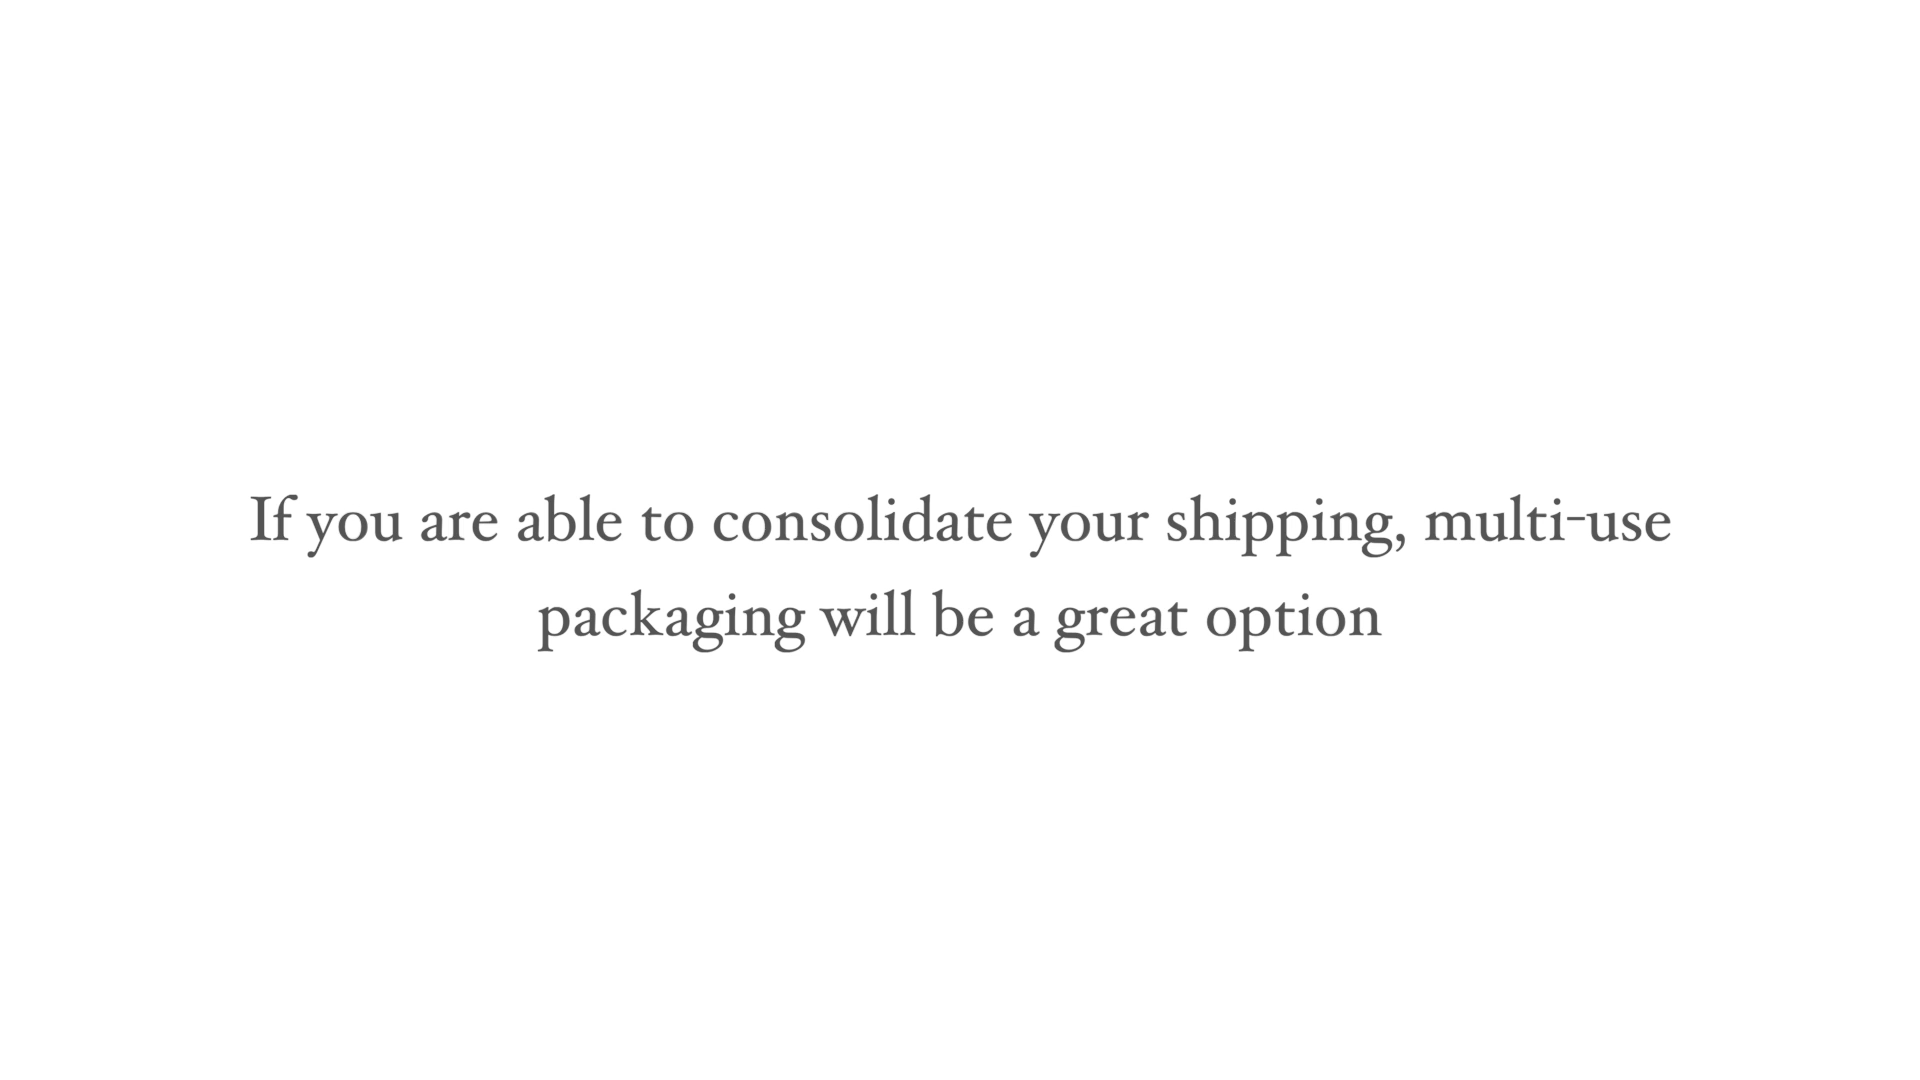 If you are able to consolidate your shipping, multi-use
packaging will be a great option